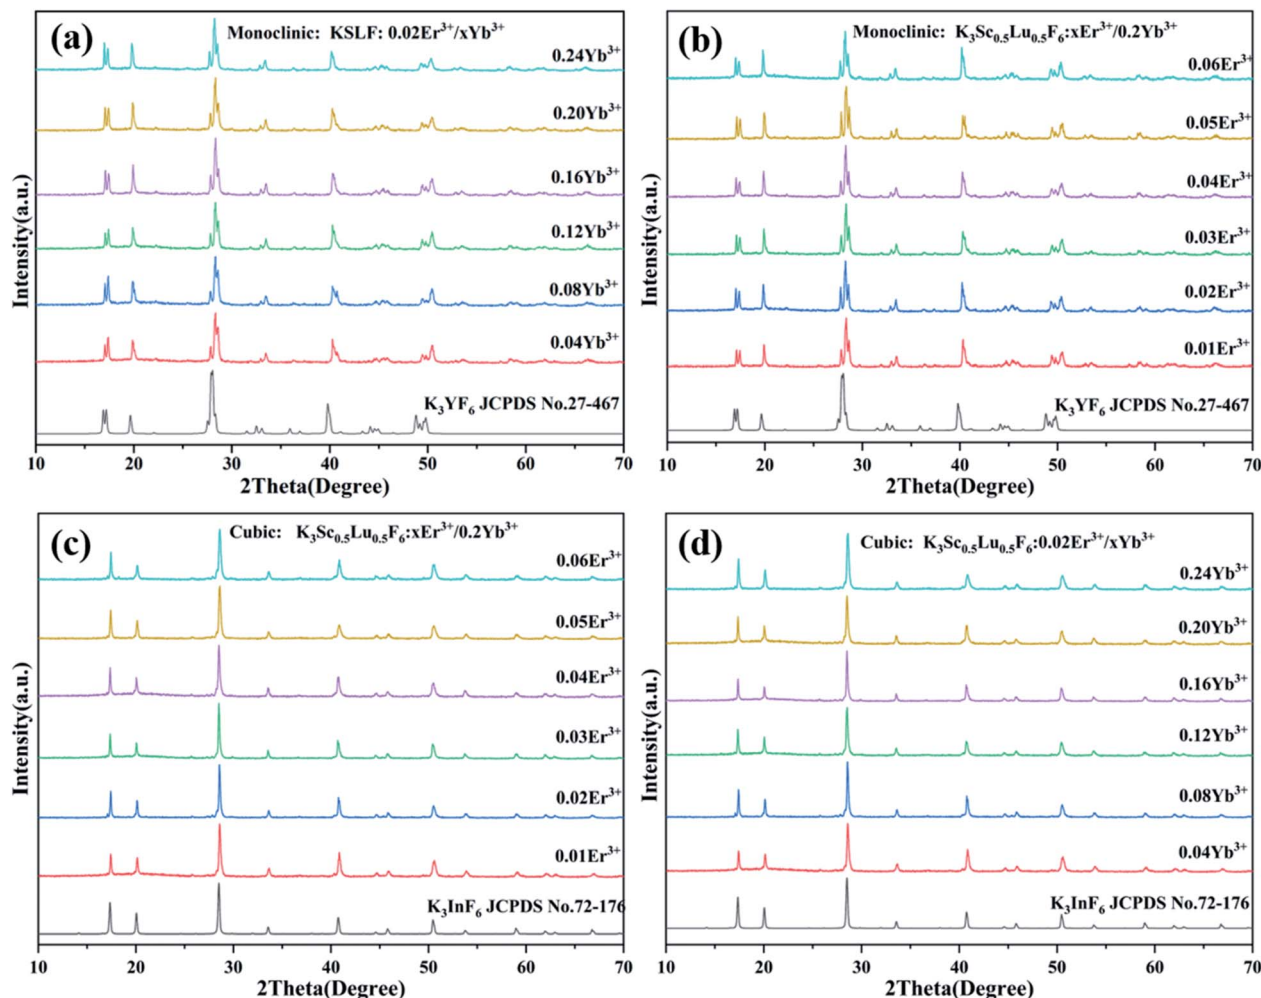 (a)
Monoclinic: KSLF: 0.02Er³⁺/xYb³⁺
0.24Yb³⁺
0.20Yb³⁺
0.16Yb³⁺
0.12Yb³⁺
0.08Yb³⁺
0.04Yb³⁺
K₃YF₆ JCPDS No.27-467
Intensity(a.u.)
10 20 30 40 50 60 70
2Theta(Degree)
(b)
Monoclinic: K₃Sc₀.₅Lu₀.₅F₆:xEr³⁺/0.2Yb³⁺
0.06Er³⁺
0.05Er³⁺
0.04Er³⁺
0.03Er³⁺
0.02Er³⁺
0.01Er³⁺
K₃YF₆ JCPDS No.27-467
Intensity(a.u.)
10 20 30 40 50 60 70
2Theta(Degree)
(c)
Cubic: K₃Sc₀.₅Lu₀.₅F₆:xEr³⁺/0.2Yb³⁺
0.06Er³⁺
0.05Er³⁺
0.04Er³⁺
0.03Er³⁺
0.02Er³⁺
0.01Er³⁺
K₃InF₆ JCPDS No.72-176
Intensity(a.u.)
10 20 30 40 50 60 70
2Theta(Degree)
(d)
Cubic: K₃Sc₀.₅Lu₀.₅F₆:0.02Er³⁺/xYb³⁺
0.24Yb³⁺
0.20Yb³⁺
0.16Yb³⁺
0.12Yb³⁺
0.08Yb³⁺
0.04Yb³⁺
K₃InF₆ JCPDS No.72-176
Intensity(a.u.)
10 20 30 40 50 60 70
2Theta(Degree)